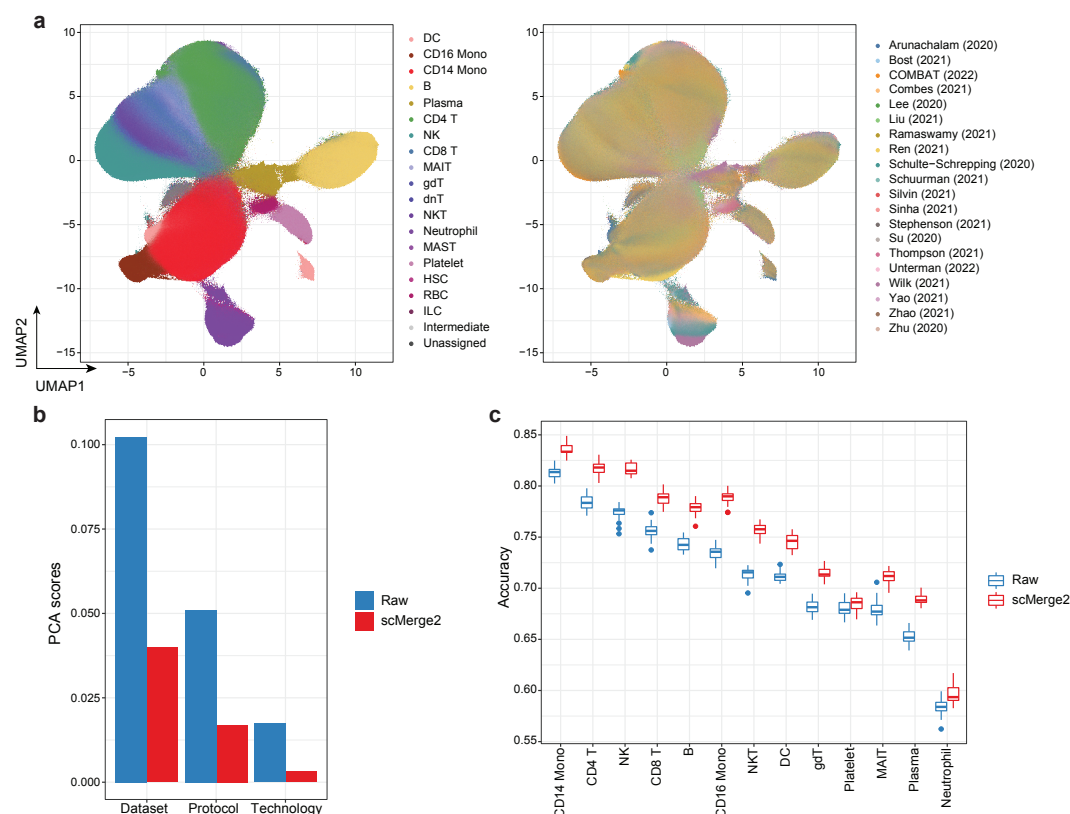 a
10
5
0
−5
−10
−15
−5
0
5
10
UMAP2
UMAP1
DC
CD16 Mono
CD14 Mono
B
Plasma
CD4 T
NK
CD8 T
MAIT
gdT
dnT
NKT
Neutrophil
MAST
Platelet
HSC
RBC
ILC
Intermediate
Unassigned
10
5
0
−5
−10
−15
−5
0
5
10
Arunachalam (2020)
Bost (2021)
COMBAT (2022)
Combes (2021)
Lee (2020)
Liu (2021)
Ramaswamy (2021)
Ren (2021)
Schulte−Schrepping (2020)
Schuurman (2021)
Silvin (2021)
Sinha (2021)
Stephenson (2021)
Su (2020)
Thompson (2021)
Unterman (2022)
Wilk (2021)
Yao (2021)
Zhao (2021)
Zhu (2020)
b
PCA scores
0.100
0.075
0.050
0.025
0.000
Dataset
Protocol
Technology
Raw
scMerge2
c
Accuracy
0.85
0.80
0.75
0.70
0.65
0.60
0.55
CD14 Mono
CD4 T
NK
CD8 T
B
CD16 Mono
NKT
DC
gdT
Platelet
MAIT
Plasma
Neutrophil
Raw
scMerge2